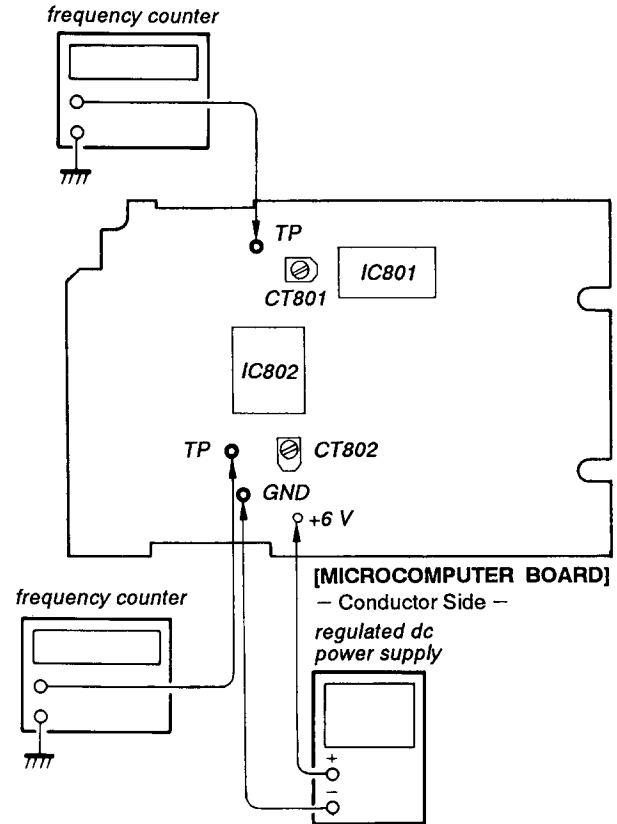 frequency counter
TP
IC801
CT801
IC802
TP
CT802
GND
+6 V
[MICROCOMPUTER BOARD]
– Conductor Side –
frequency counter
regulated dc
power supply
+
–